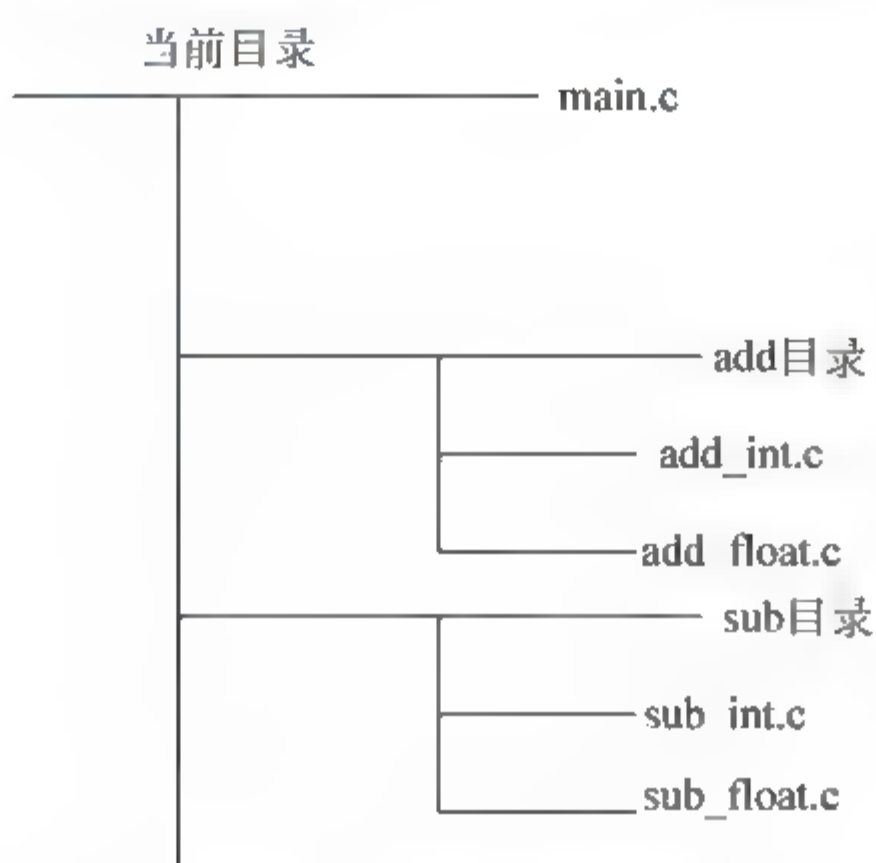 当前目录
main.c
add目录
add_int.c
add float.c
sub目录
sub int.c
sub_float.c